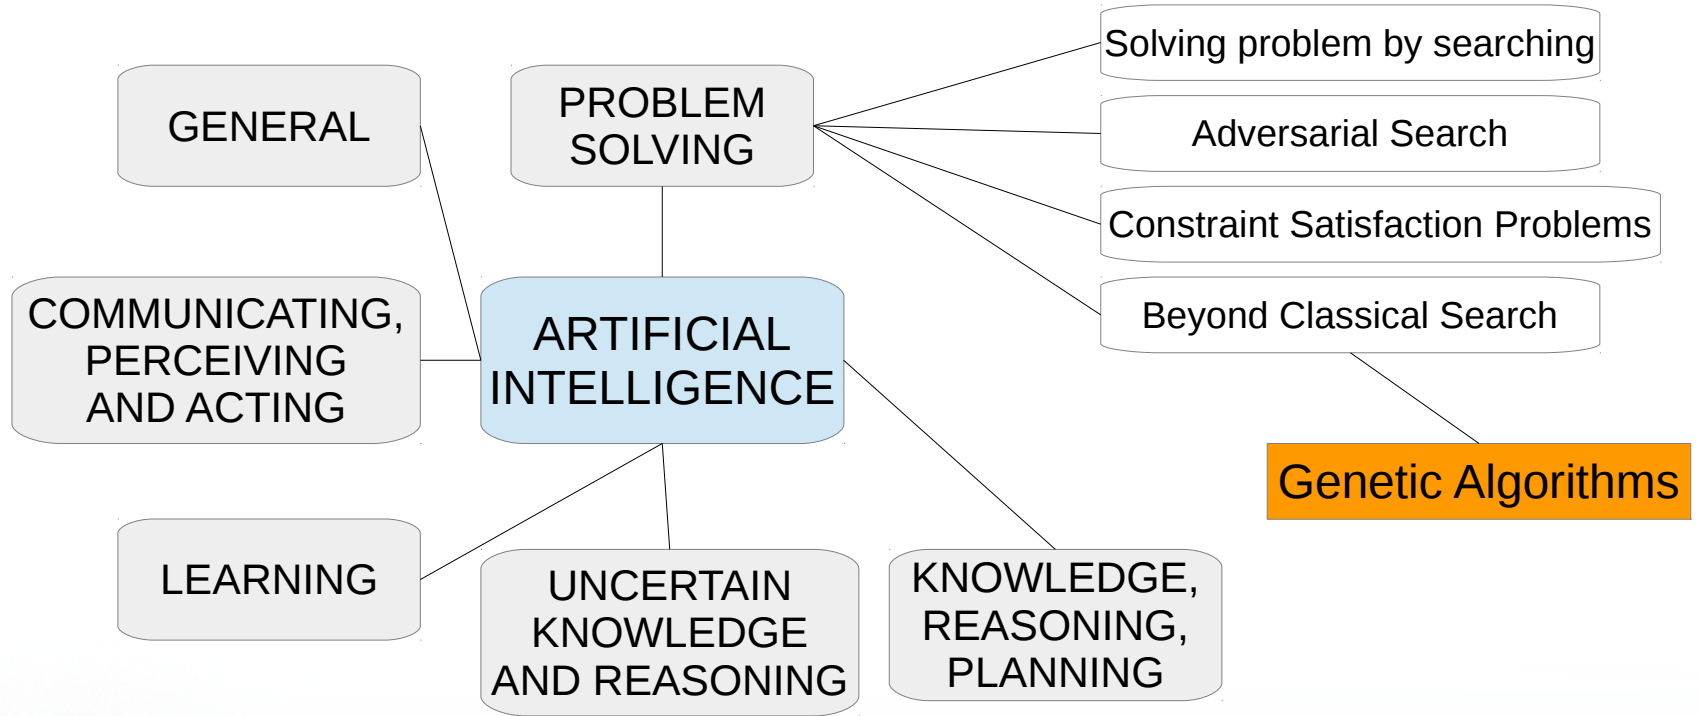 Solving problem by searching
GENERAL
PROBLEM
SOLVING
Adversarial Search
Constraint Satisfaction Problems
COMMUNICATING,
PERCEIVING
AND ACTING
ARTIFICIAL
INTELLIGENCE
Beyond Classical Search
Genetic Algorithms
LEARNING
UNCERTAIN
KNOWLEDGE
AND REASONING
KNOWLEDGE,
REASONING,
PLANNING